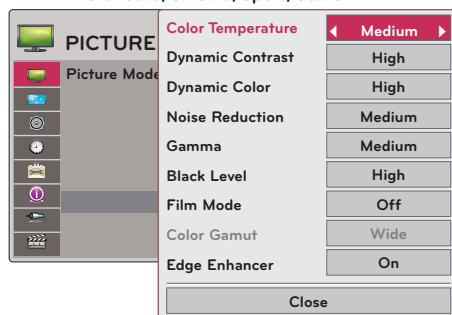 PICTURE
Picture Mode
Color Temperature Medium
Dynamic Contrast High
Dynamic Color High
Noise Reduction Medium
Gamma Medium
Black Level High
Film Mode Off
Color Gamut Wide
Edge Enhancer On
Close